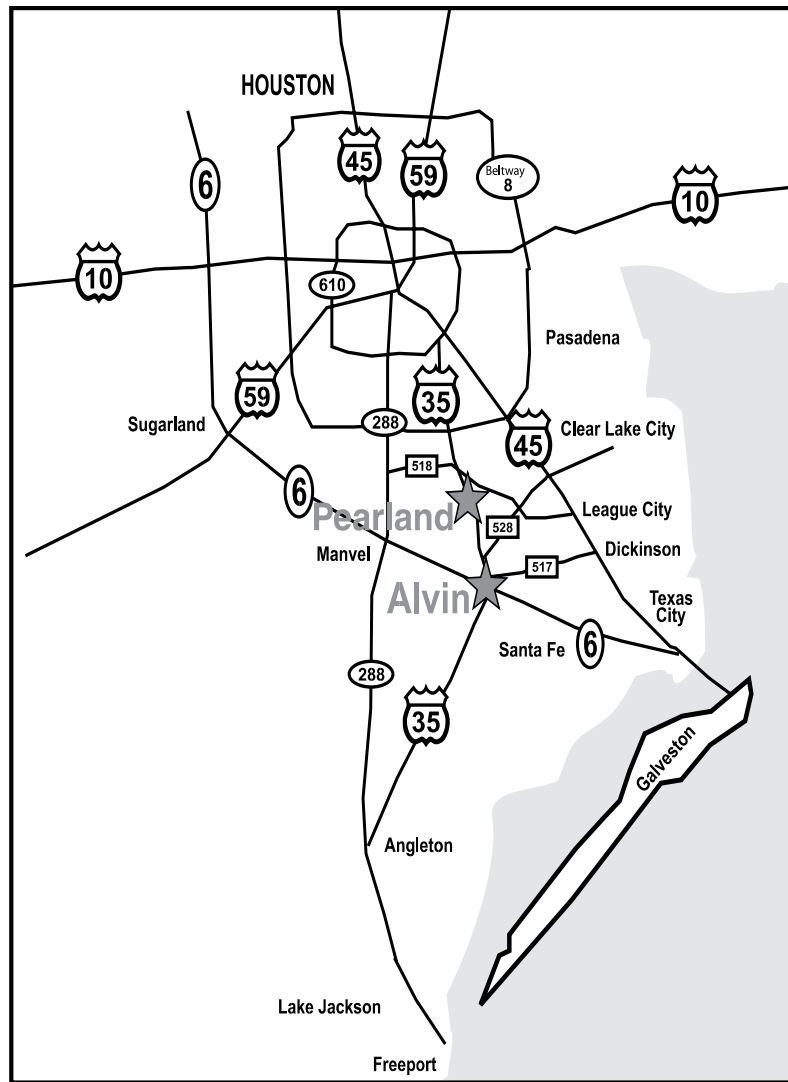 HOUSTON
45
59
6
Beltway
8
10
10
610
Pasadena
59
35
Sugarland
288
45
Clear Lake City
518
6
Pearland
League City
528
Manvel
Dickinson
517
Alvin
Texas
City
Santa Fe
6
288
35
Galveston
Angleton
Lake Jackson
Freeport